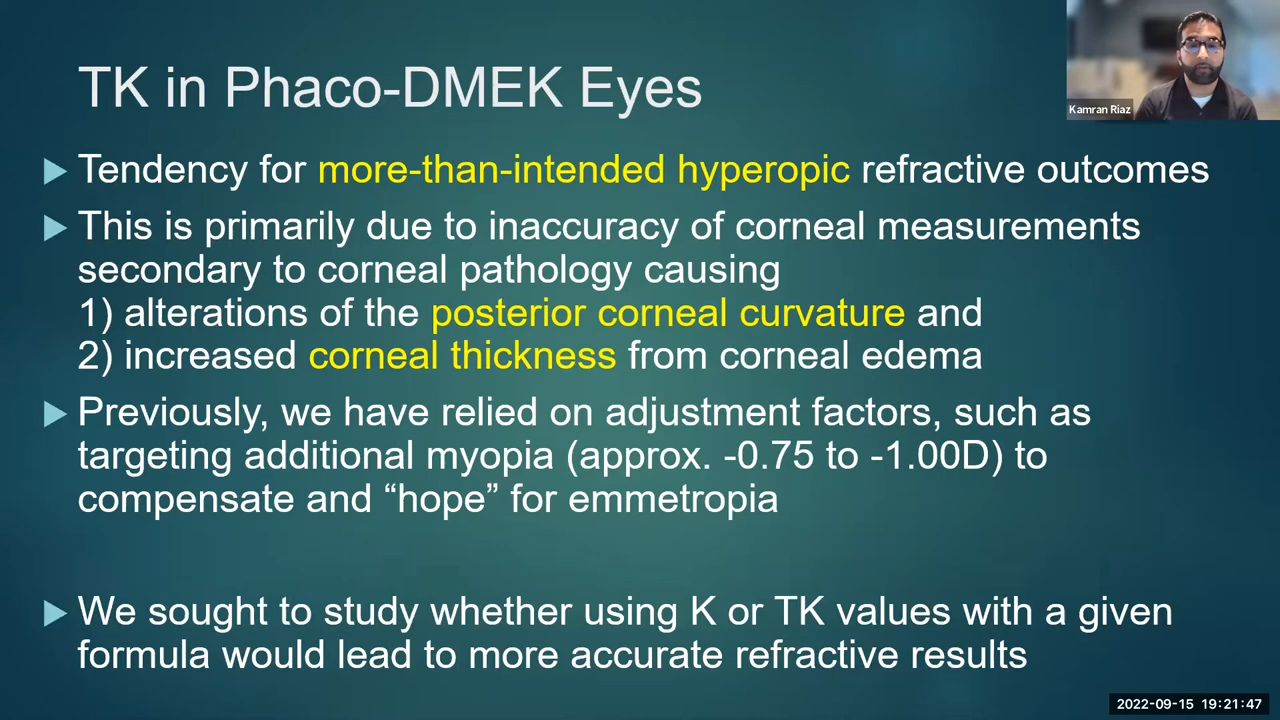 TK in Phaco-DMEK Eyes
Kamran Riaz
Tendency for more-than-intended hyperopic refractive outcomes
This is primarily due to inaccuracy of corneal measurements
secondary to corneal pathology causing
1) alterations of the posterior corneal curvature and
2) increased corneal thickness from corneal edema
Previously, we have relied on adjustment factors, such as
targeting additional myopia (approx. -0.75 to -1.00D) to
compensate and “hope” for emmetropia
We sought to study whether using K or TK values with a given
formula would lead to more accurate refractive results
2022-09-15 19:21:47